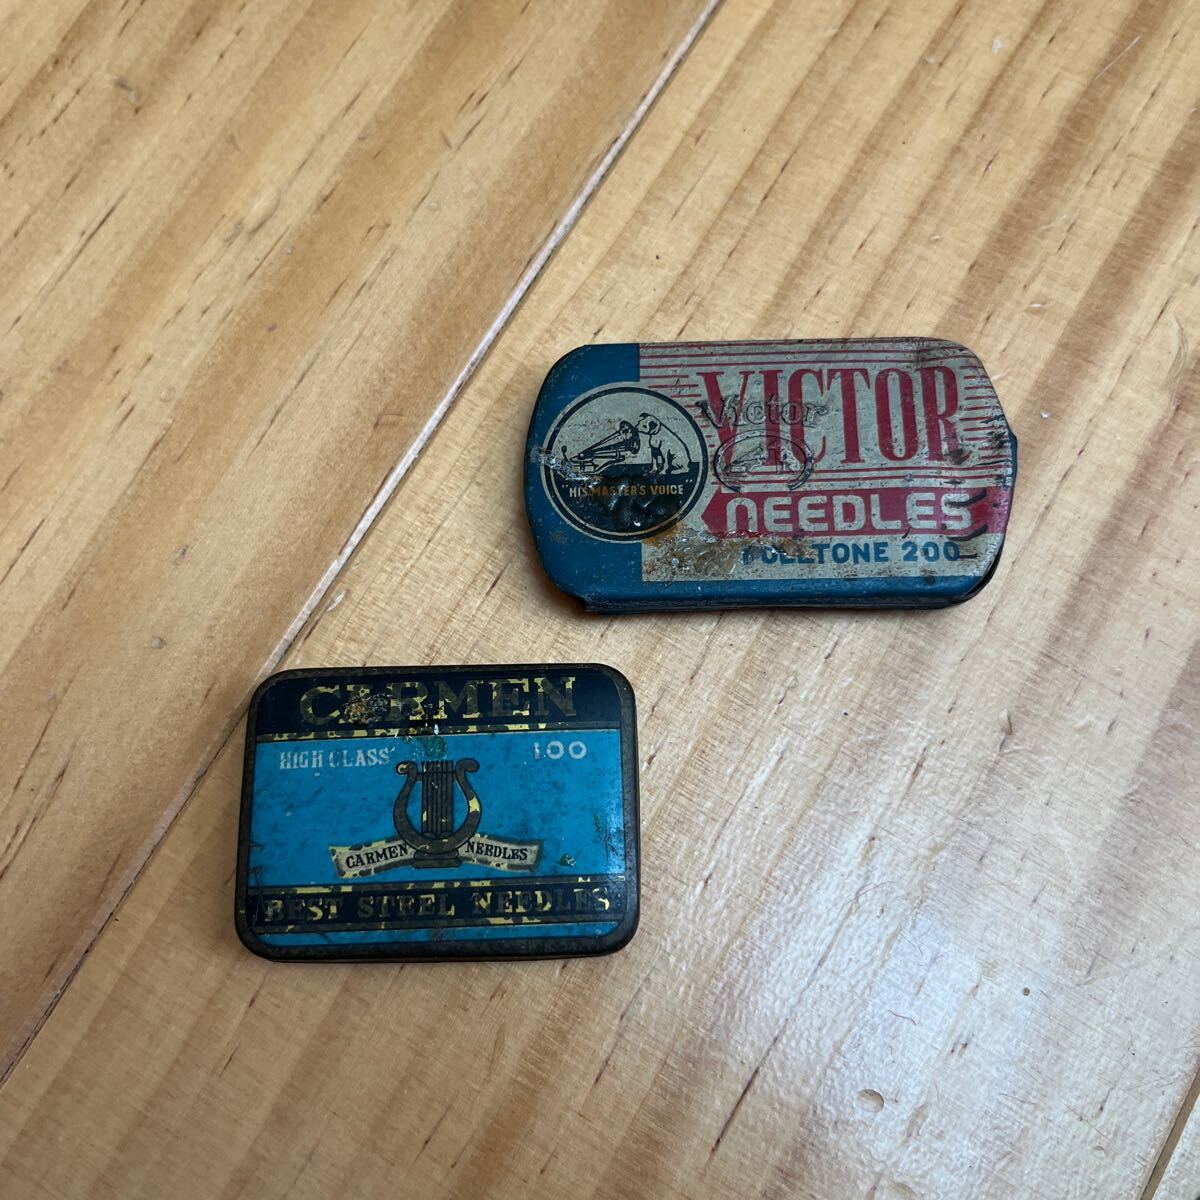 VICTOR
Victor
"HIS MASTER'S VOICE"
NEEDLES
FULLTONE 200
CARMEN
HIGH CLASS 100
CARMEN NEEDLES
BEST STEEL NEEDLES